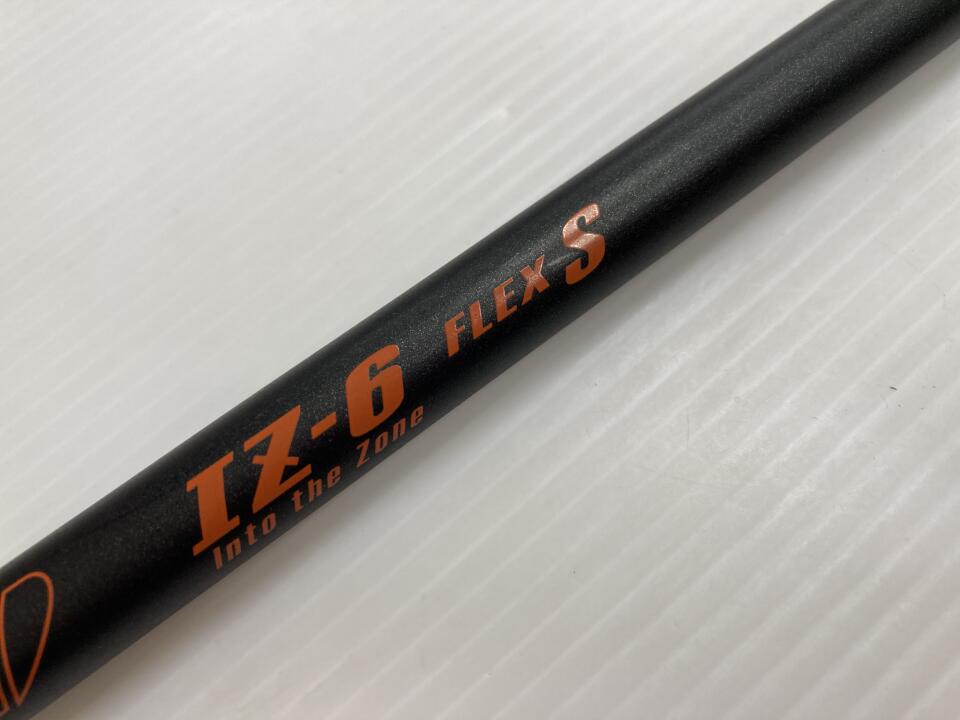 IZ-6 FLEX S
Into the Zone